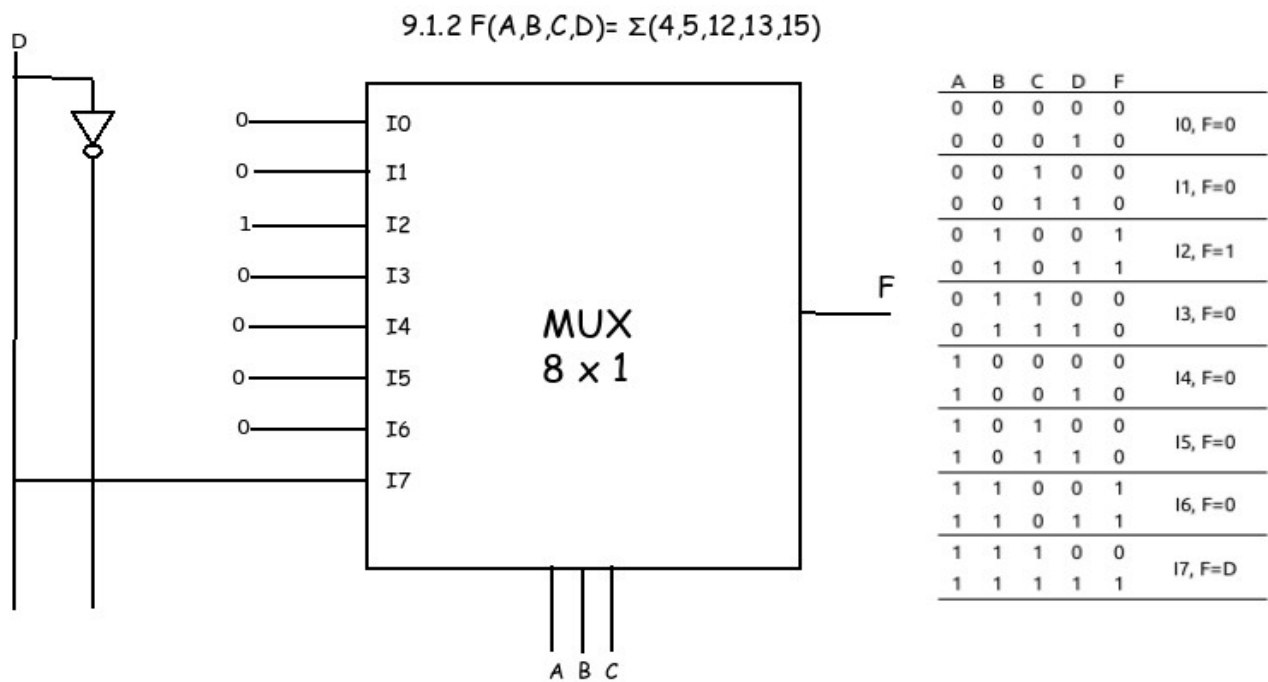 9.1.2 F(A,B,C,D)= Σ(4,5,12,13,15)
D
0 I0
0 I1
1 I2
0 I3
0 I4
0 I5
0 I6
I7
MUX
8 x 1
F
A B C
A B C D F
0 0 0 0 0
I0, F=0
0 0 0 1 0
0 0 1 0 0
I1, F=0
0 0 1 1 0
0 1 0 0 1
I2, F=1
0 1 0 1 1
0 1 1 0 0
I3, F=0
0 1 1 1 0
1 0 0 0 0
I4, F=0
1 0 0 1 0
1 0 1 0 0
I5, F=0
1 0 1 1 0
1 1 0 0 1
I6, F=0
1 1 0 1 1
1 1 1 0 0
I7, F=D
1 1 1 1 1